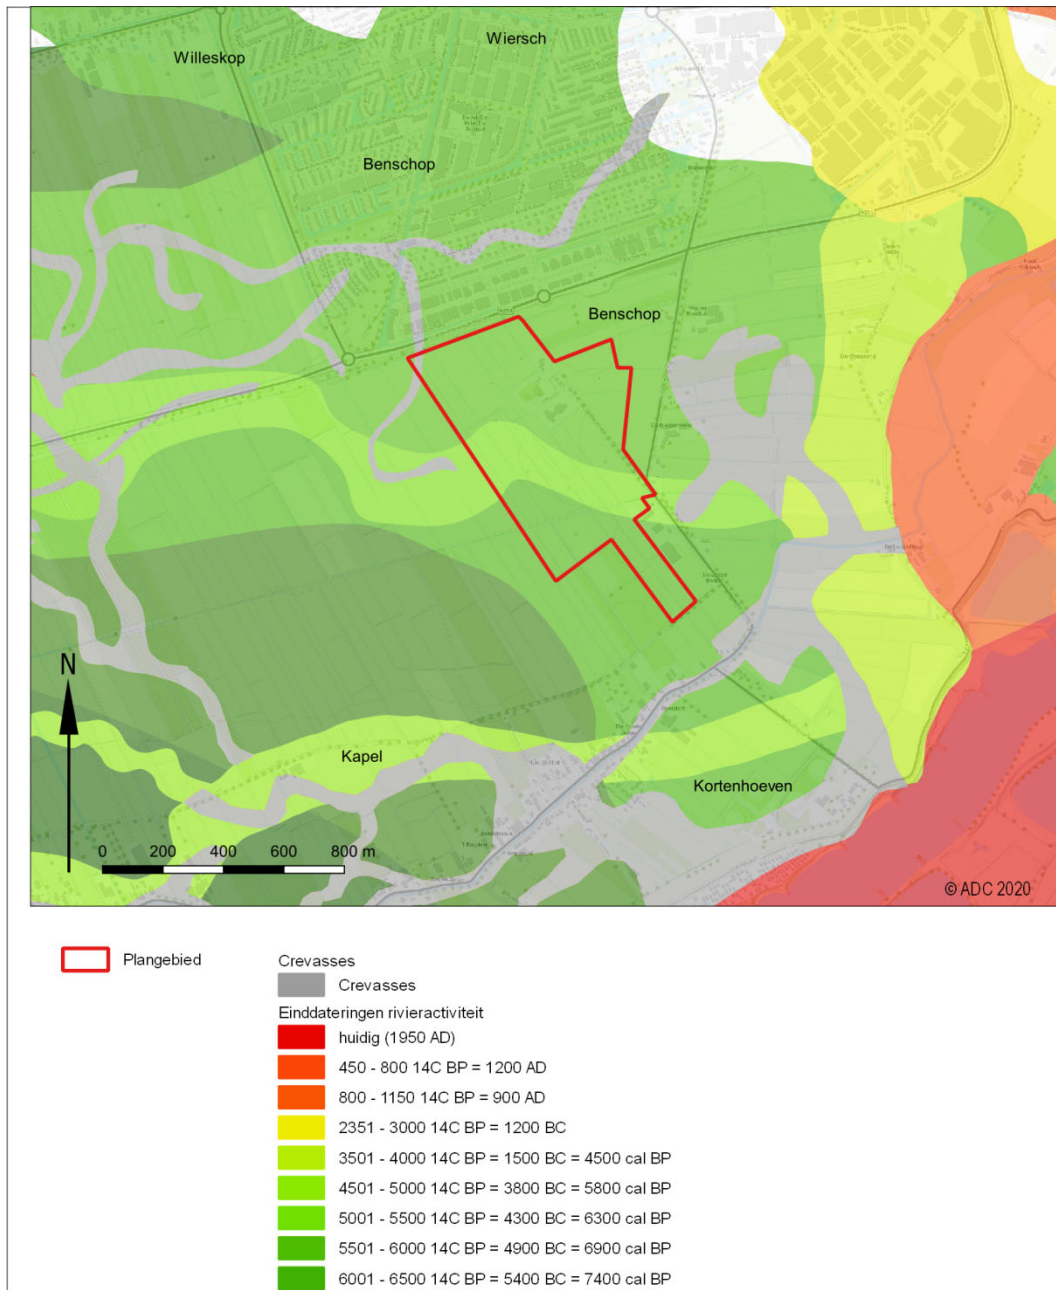 Willeskop
Wiersch
Benschop
Benschop
N
Kapel
Kortenhoeven
0 200 400 600 800 m
© ADC 2020
Plangebied
Crevasses
Crevasses
Einddateringen rivieractiviteit
huidig (1950 AD)
450 - 800 14C BP = 1200 AD
800 - 1150 14C BP = 900 AD
2351 - 3000 14C BP = 1200 BC
3501 - 4000 14C BP = 1500 BC = 4500 cal BP
4501 - 5000 14C BP = 3800 BC = 5800 cal BP
5001 - 5500 14C BP = 4300 BC = 6300 cal BP
5501 - 6000 14C BP = 4900 BC = 6900 cal BP
6001 - 6500 14C BP = 5400 BC = 7400 cal BP